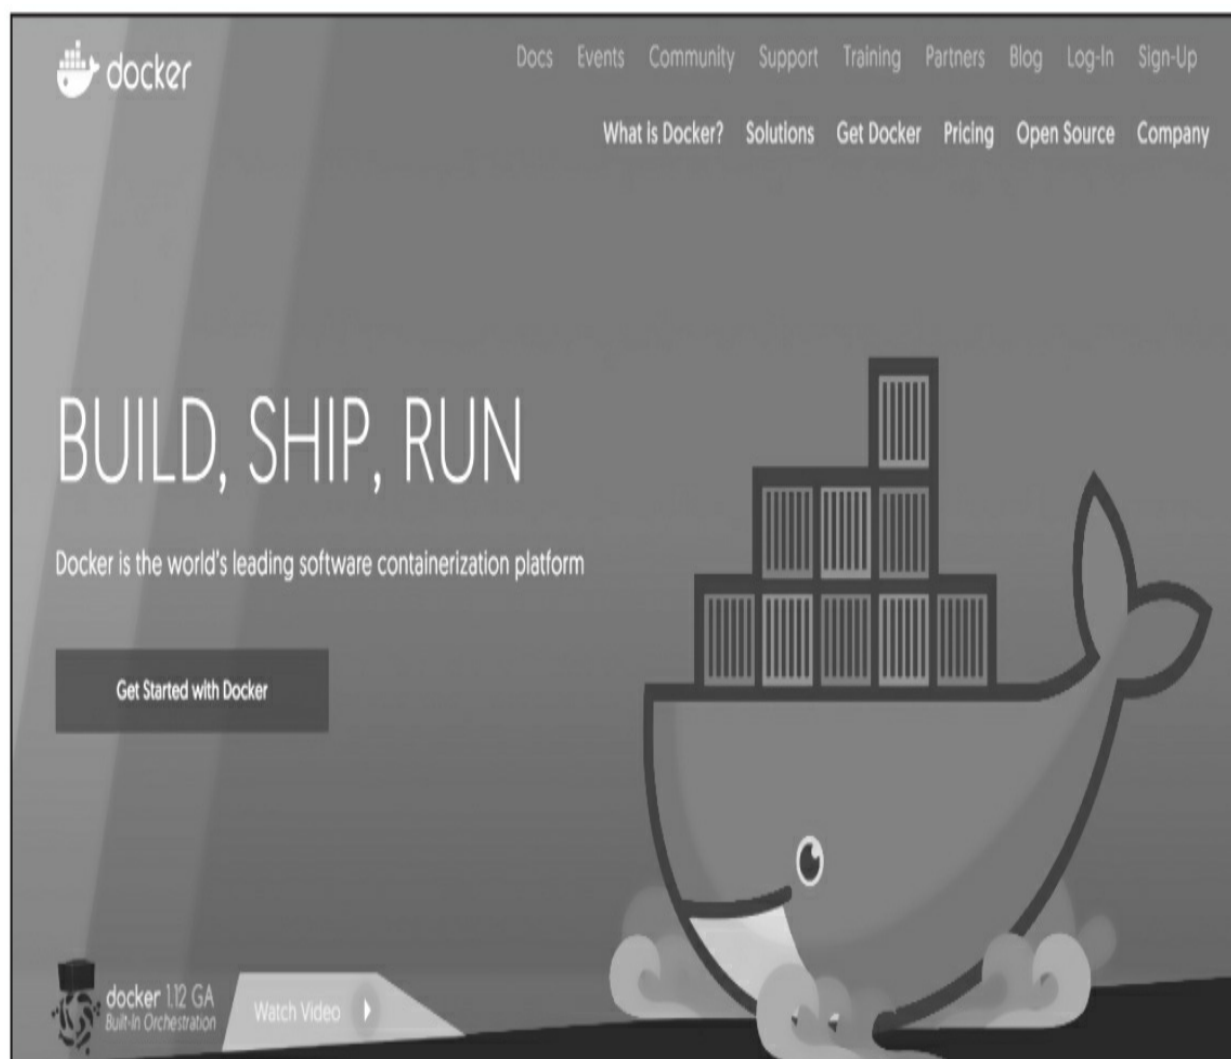 docker
Docs Events Community Support Training Partners Blog Log-In Sign-Up
What is Docker? Solutions Get Docker Pricing Open Source Company
BUILD, SHIP, RUN
Docker is the world's leading software containerization platform
Get Started with Docker
docker 1.12 GA
Built-In Orchestration
Watch Video